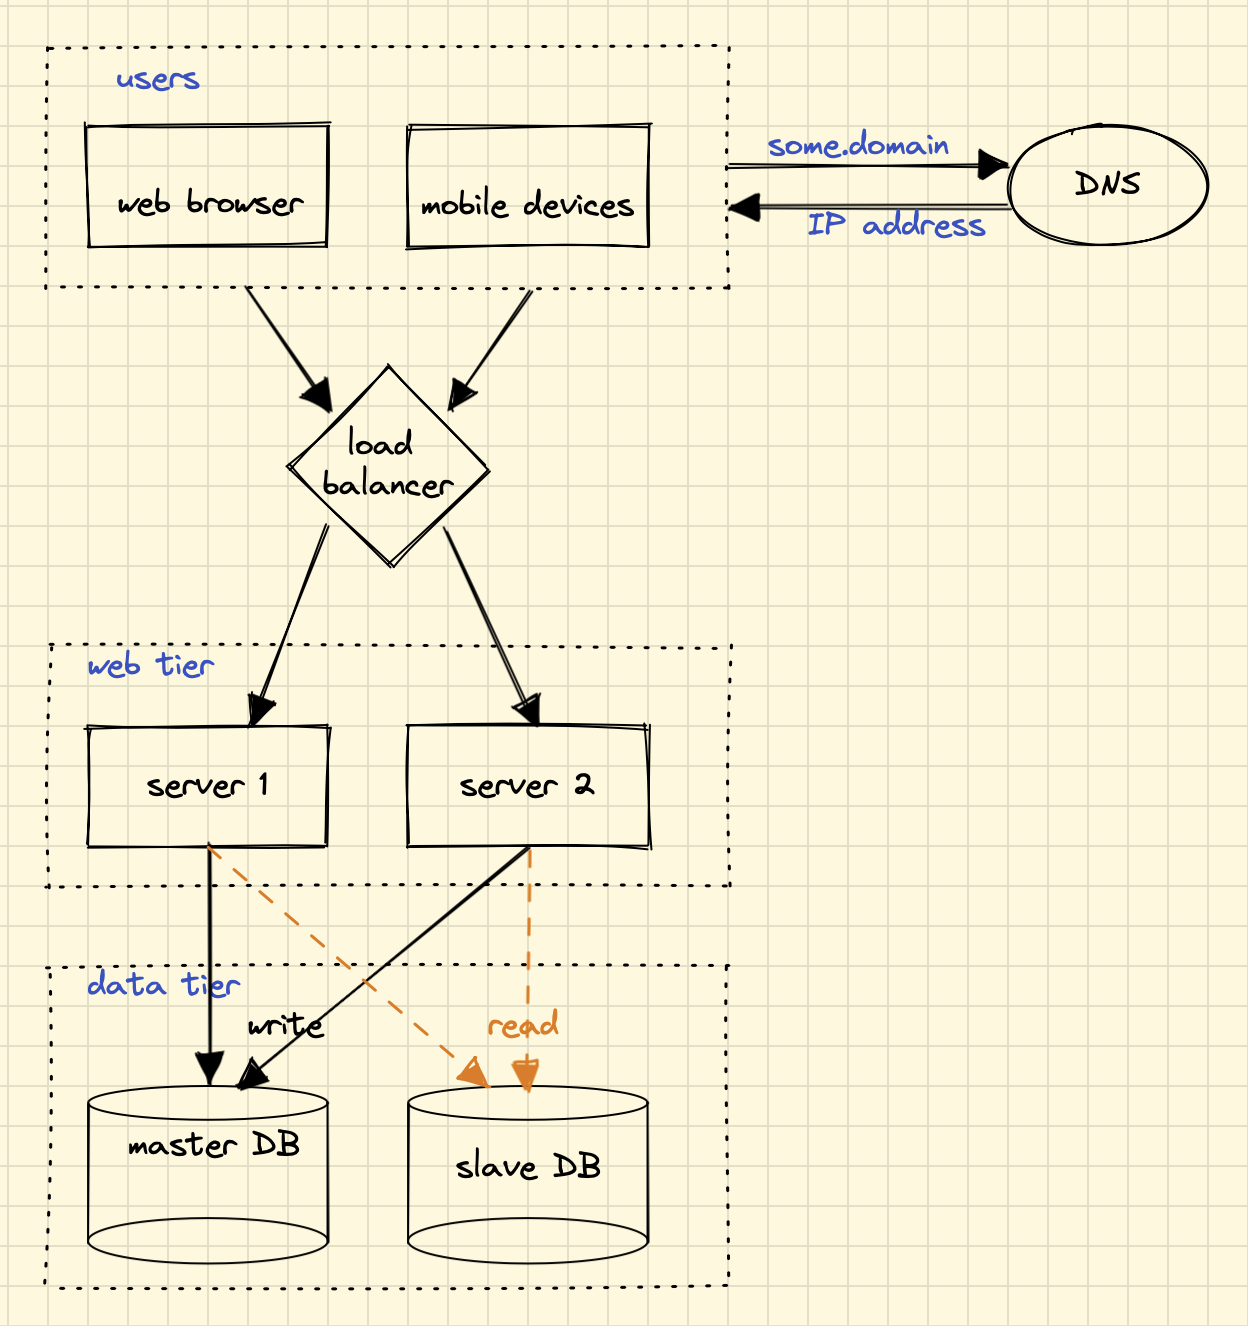 users
web browser
mobile devices
some.domain
IP address
DNS
load
balancer
web tier
server 1
server 2
data tier
write
read
master DB
slave DB